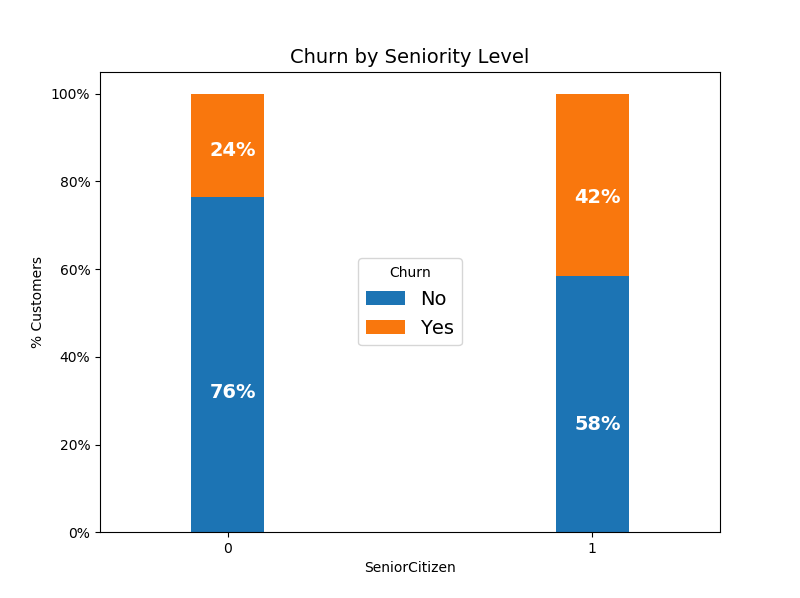 Churn by Seniority Level
100%
80%
60%
40%
20%
0%
% Customers
24%
76%
42%
58%
Churn
No
Yes
0
1
SeniorCitizen